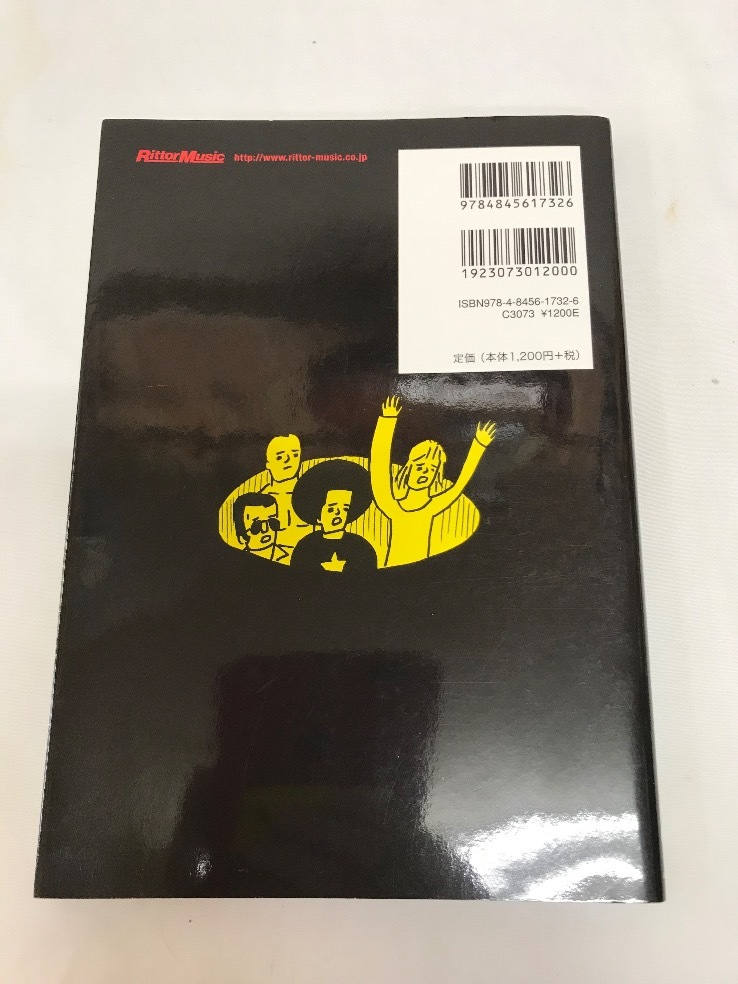 RittorMusic http://www.rittor-music.co.jp
9784845617326
1923073012000
ISBN978-4-8456-1732-6
C3073 ¥1200E
定価（本体1,200円+税）